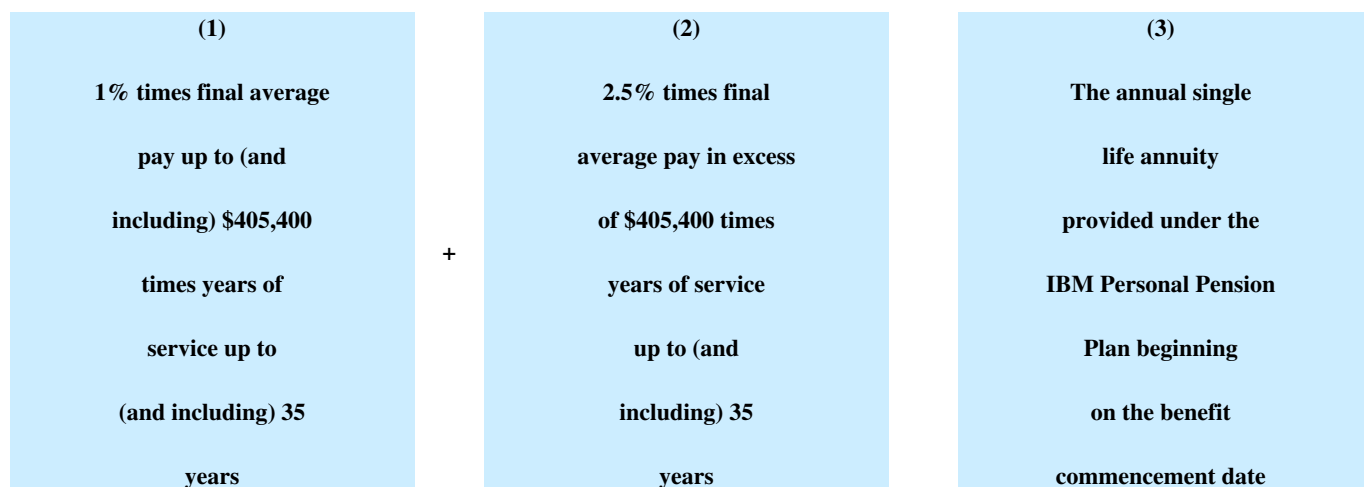 (1)
1% times final average
pay up to (and
including) $405,400
times years of
service up to
(and including) 35
years
+
(2)
2.5% times final
average pay in excess
of $405,400 times
years of service
up to (and
including) 35
years
(3)
The annual single
life annuity
provided under the
IBM Personal Pension
Plan beginning
on the benefit
commencement date